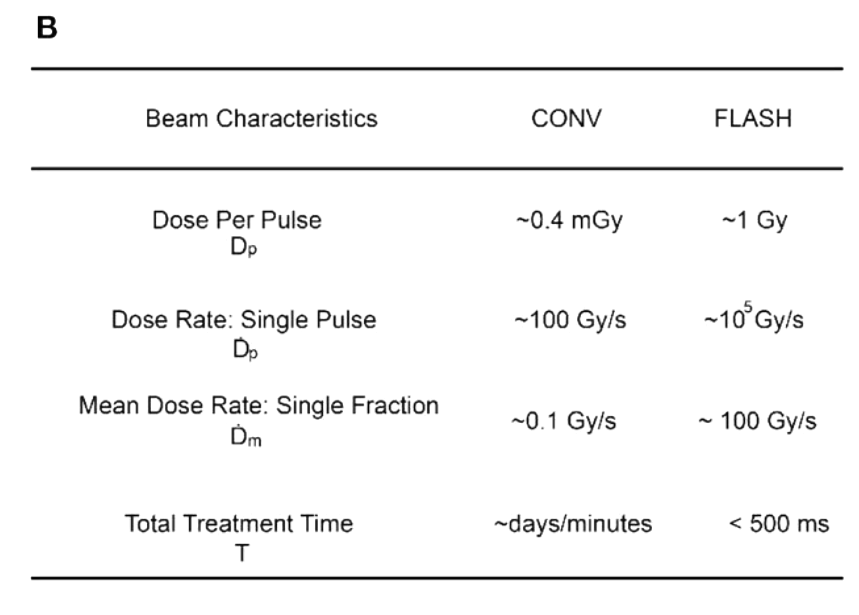 B
Beam Characteristics CONV FLASH
Dose Per Pulse ~0.4 mGy ~1 Gy
Dₚ
Dose Rate: Single Pulse ~100 Gy/s ~10⁵Gy/s
Ḋₚ
Mean Dose Rate: Single Fraction ~0.1 Gy/s ~ 100 Gy/s
Ḋₘ
Total Treatment Time ~days/minutes < 500 ms
T